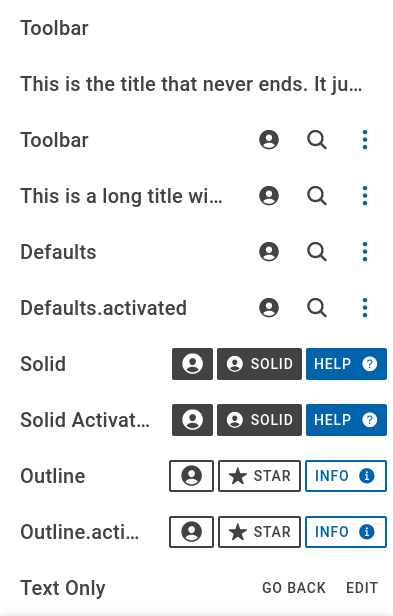 Toolbar
This is the title that never ends. It ju...
Toolbar
This is a long title wi...
Defaults
Defaults.activated
Solid SOLID HELP
Solid Activat... SOLID HELP
Outline STAR INFO
Outline.acti... STAR INFO
Text Only GO BACK EDIT